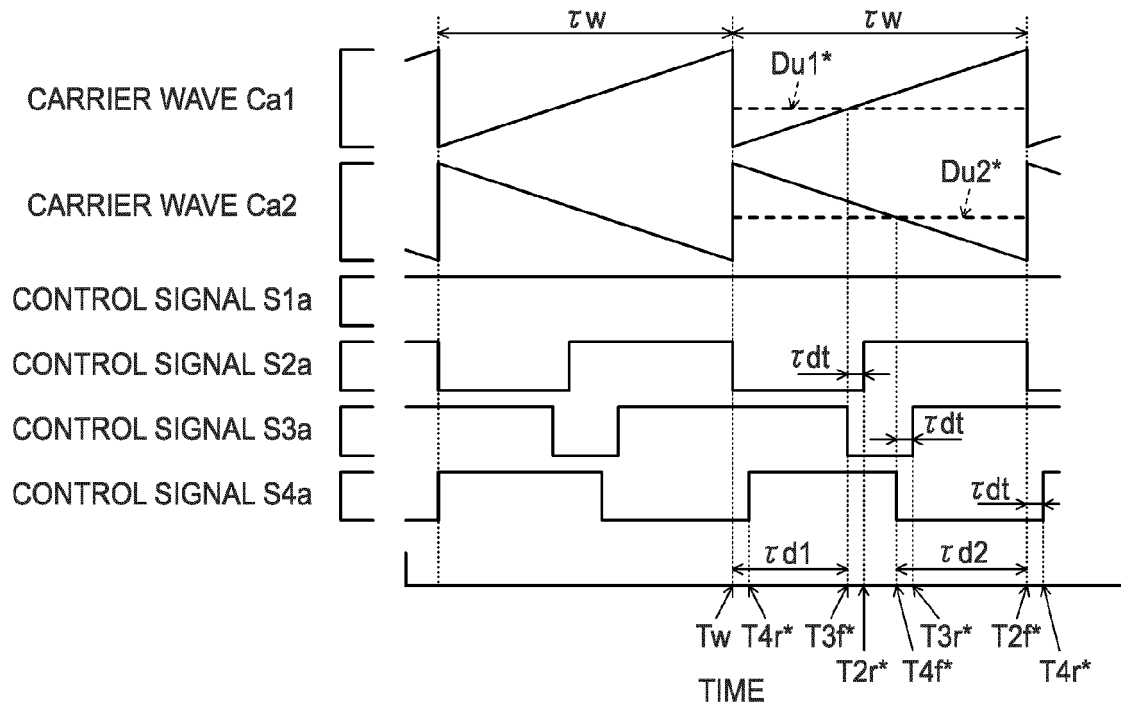 τw τw
CARRIER WAVE Ca1
Du1*
CARRIER WAVE Ca2
Du2*
CONTROL SIGNAL S1a
CONTROL SIGNAL S2a
τdt
CONTROL SIGNAL S3a
τdt
CONTROL SIGNAL S4a
τdt
τd1 τd2
Tw T4r* T3f* T3r* T2f*
T2r* T4f* T4r*
TIME